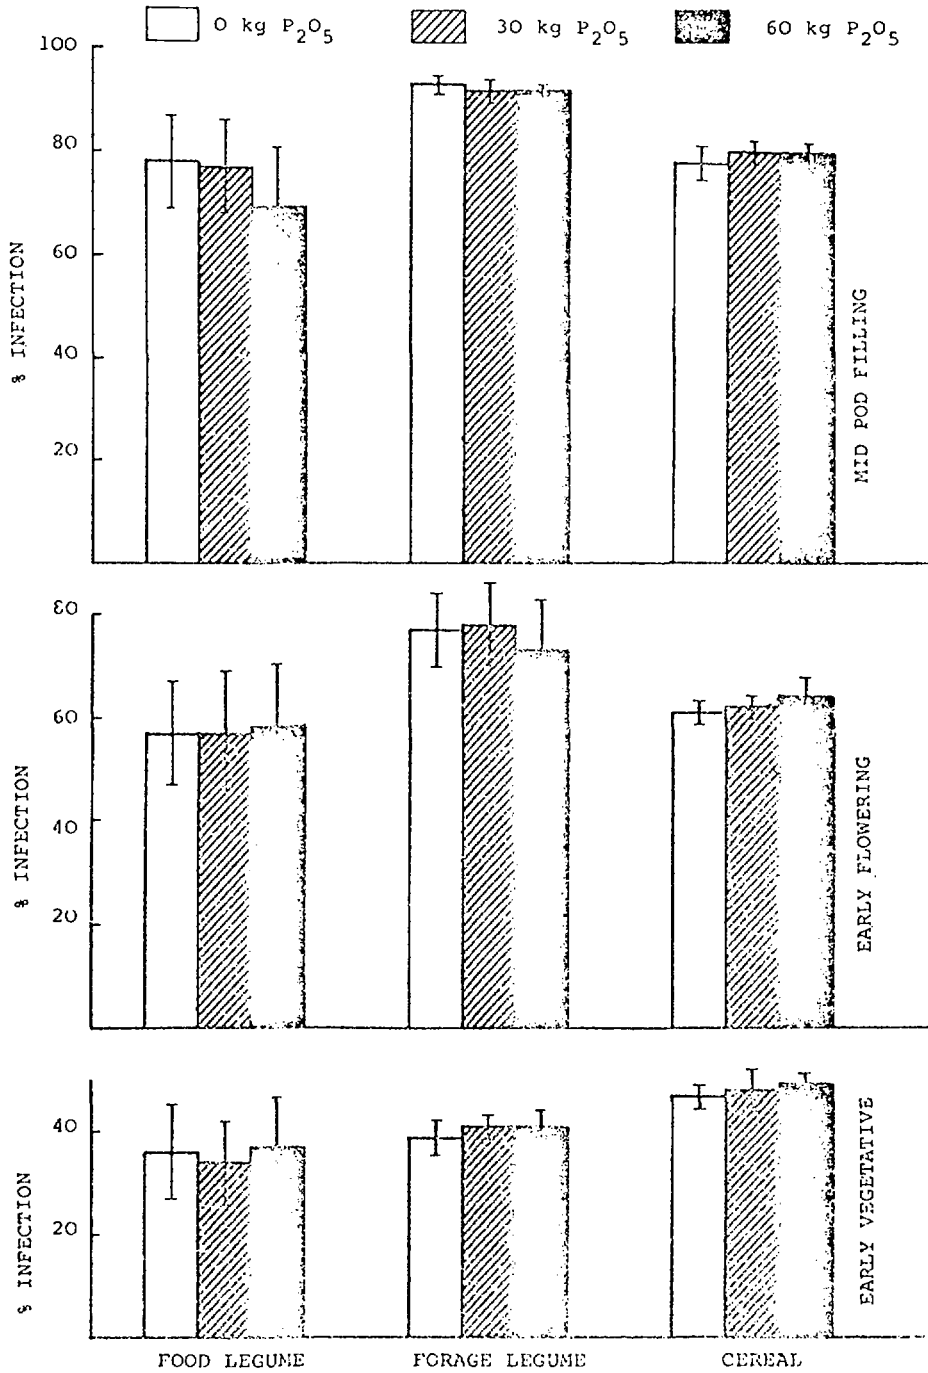 0 kg P2O5 30 kg P2O5 60 kg P2O5
100
80
60
40
20
% INFECTION
MID POD FILLING
80
60
40
20
% INFECTION
EARLY FLOWERING
40
20
% INFECTION
EARLY VEGETATIVE
FOOD LEGUME FORAGE LEGUME CEREAL